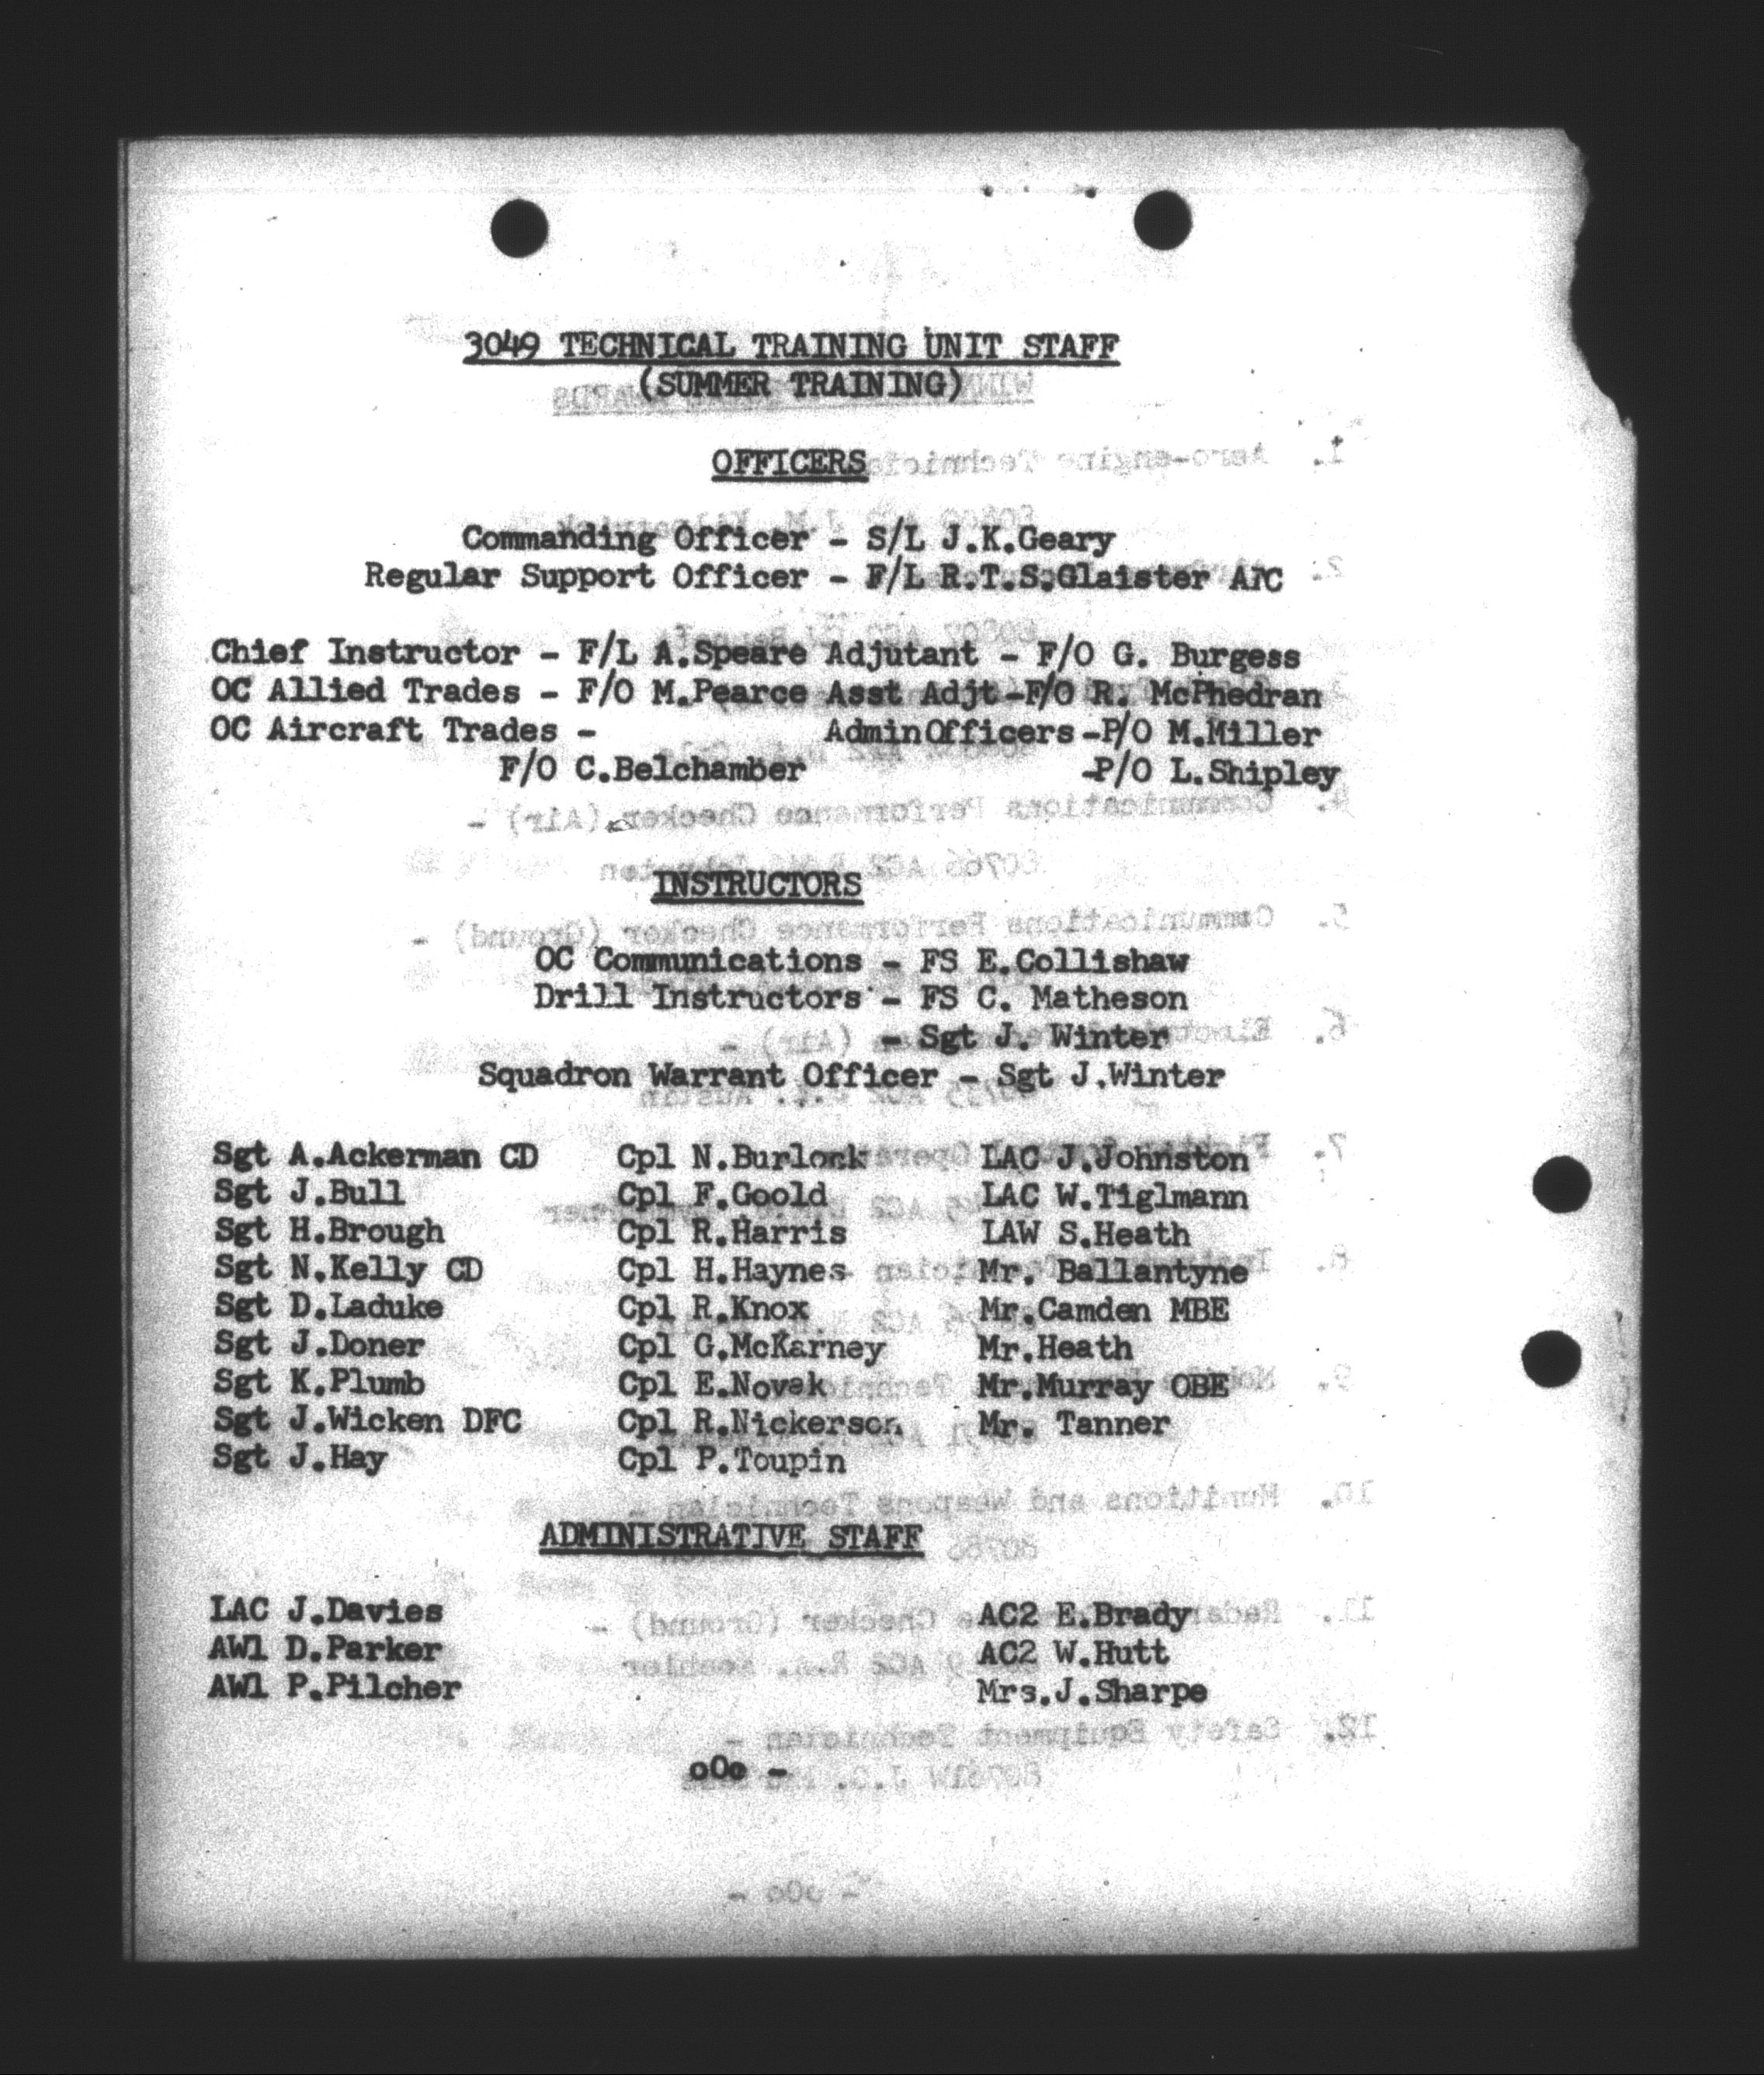 3049 TECHNICAL TRAINING UNIT STAFF
(SUMMER TRAINING)
OFFICERS
Commanding Officer - S/L J.K.Geary
Regular Support Officer - F/L R.T.S.Glaister
Chief Instructor - F/L A.Speare Adjutant - F/O G. Burgess
OC Allied Trades - F/O M.Pearce Asst Adjt-F/O R. McPhedran
OC Aircraft Trades - AdminOfficers-P/O M.Miller
F/O C.Belchamber -P/O L.Shipley
INSTRUCTORS
OC Communications - FS E.Collishaw
Drill Instructors - FS C. Matheson
- Sgt J. Winter
Squadron Warrant Officer - Sgt J.Winter
Sgt A.Ackerman CD Cpl N.Burlock LAC J.Johnston
Sgt J.Bull Cpl F.Goold LAC W.Tiglmann
Sgt H.Brough Cpl R.Harris LAW S.Heath
Sgt N.Kelly CD Cpl H.Haynes Mr. Ballantyne
Sgt D.Laduke Cpl R.Knox Mr.Camden MBE
Sgt J.Doner Cpl G.McKarney Mr.Heath
Sgt K.Plumb Cpl E.Novak Mr.Murray OBE
Sgt J.Wicken DFC Cpl R.Nickerson Mr. Tanner
Sgt J.Hay Cpl P.Toupin
ADMINISTRATIVE STAFF
LAC J.Davies AC2 E.Brady
AW1 D.Parker AC2 W.Hutt
AW1 P.Pilcher Mrs.J.Sharpe
oOo -